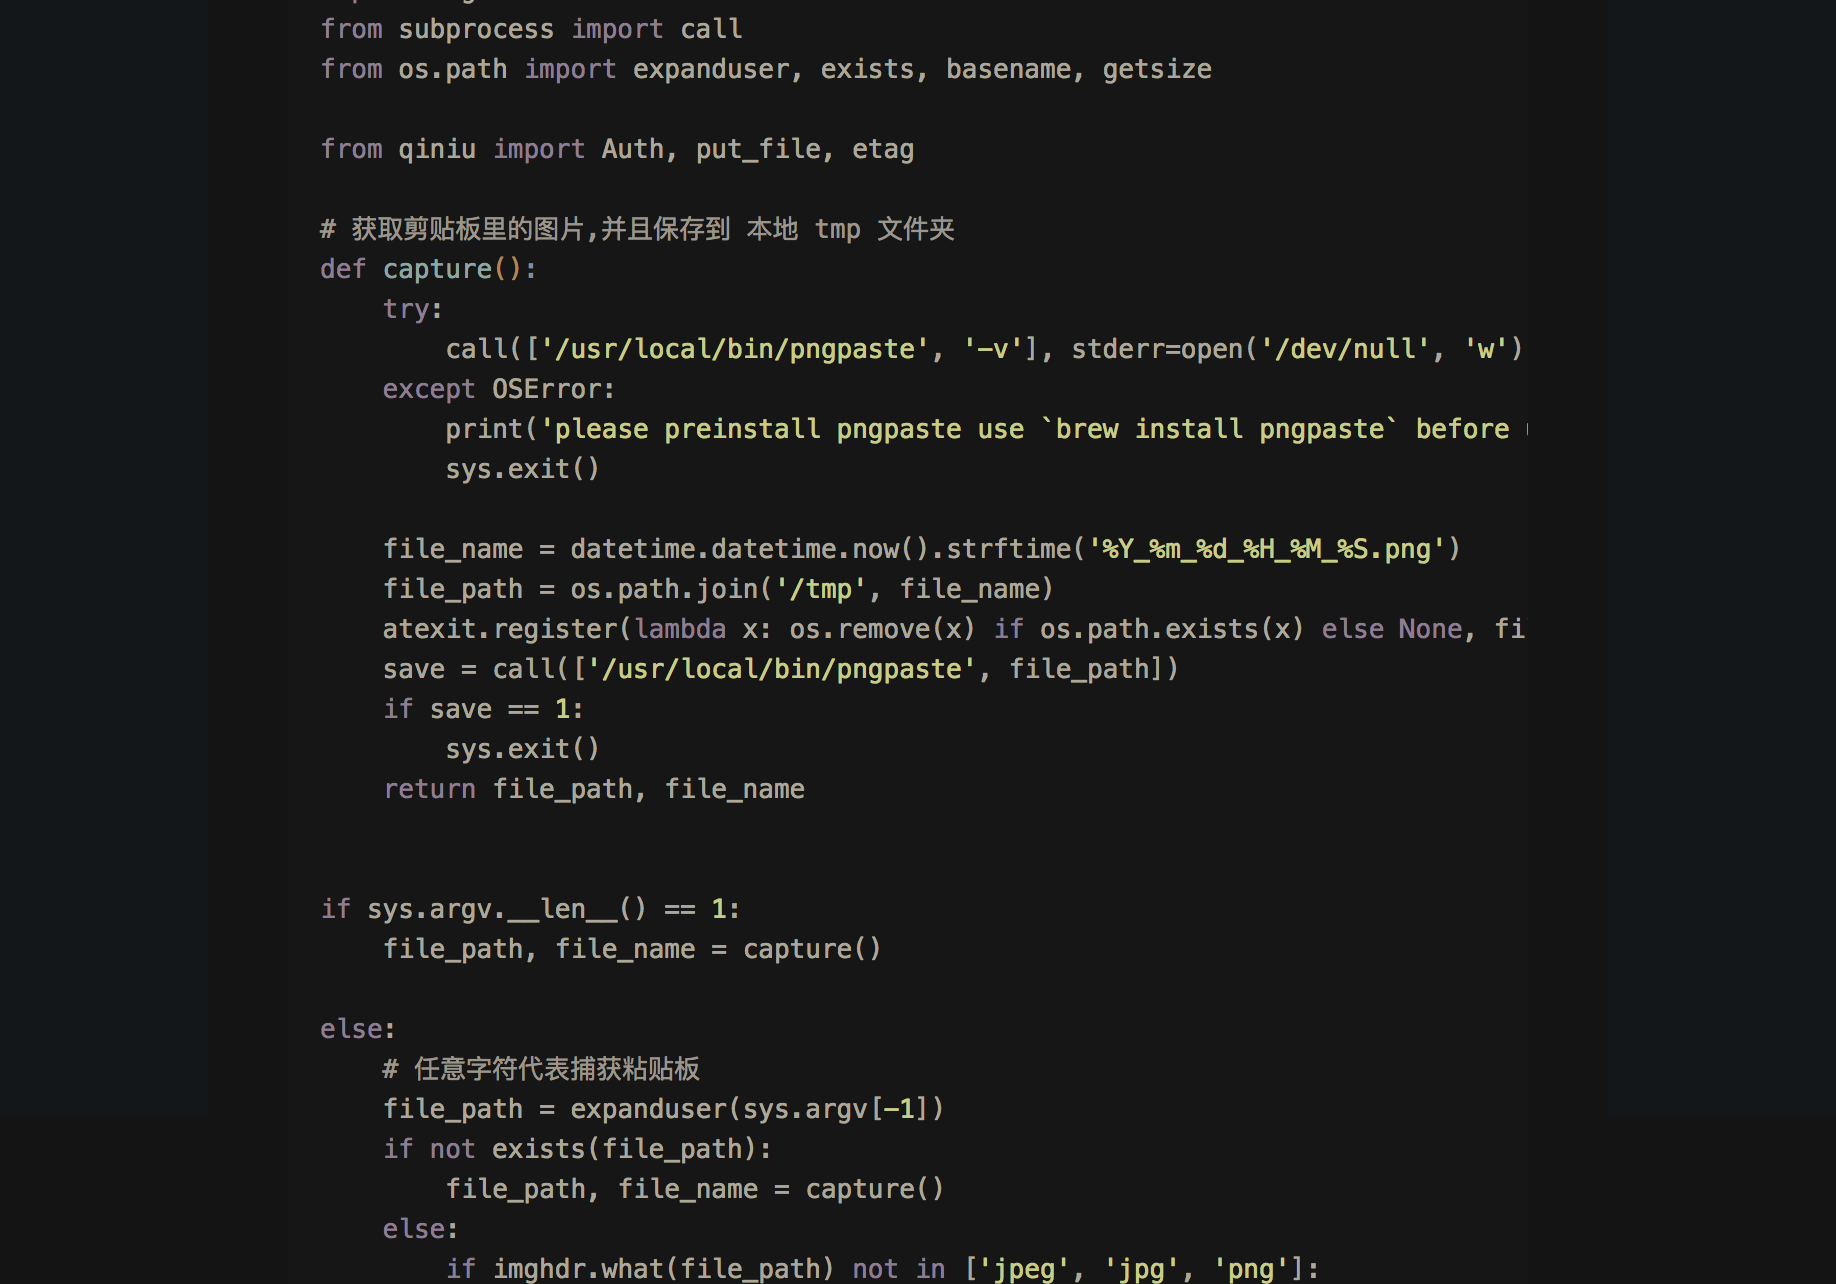 from subprocess import call
from os.path import expanduser, exists, basename, getsize

from qiniu import Auth, put_file, etag

# 获取剪贴板里的图片,并且保存到 本地 tmp 文件夹
def capture():
    try:
        call(['/usr/local/bin/pngpaste', '-v'], stderr=open('/dev/null', 'w')
    except OSError:
        print('please preinstall pngpaste use `brew install pngpaste` before
        sys.exit()

    file_name = datetime.datetime.now().strftime('%Y_%m_%d_%H_%M_%S.png')
    file_path = os.path.join('/tmp', file_name)
    atexit.register(lambda x: os.remove(x) if os.path.exists(x) else None, fi
    save = call(['/usr/local/bin/pngpaste', file_path])
    if save == 1:
        sys.exit()
    return file_path, file_name


if sys.argv.__len__() == 1:
    file_path, file_name = capture()

else:
    # 任意字符代表捕获粘贴板
    file_path = expanduser(sys.argv[-1])
    if not exists(file_path):
        file_path, file_name = capture()
    else:
        if imghdr.what(file_path) not in ['jpeg', 'jpg', 'png']: